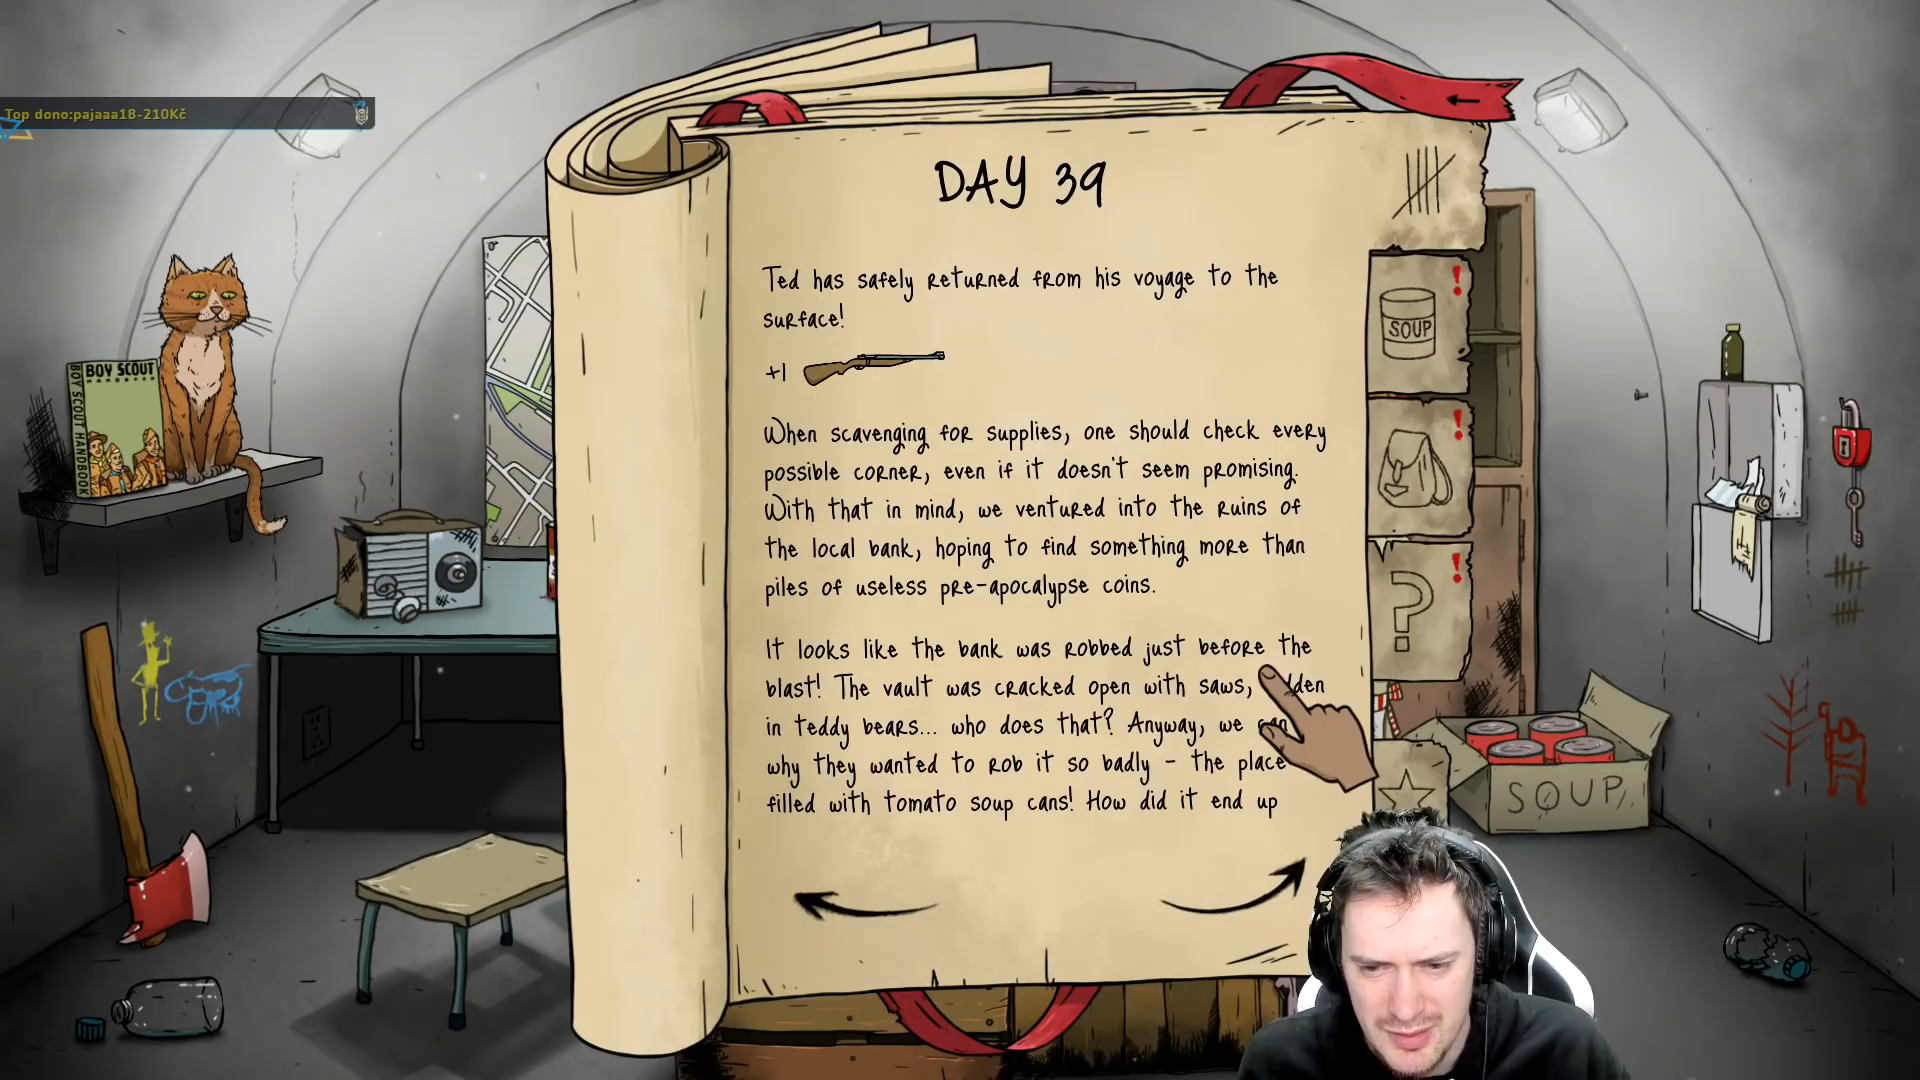 Top dono:pajaaa18-210Kč
DAY 39
Ted has safely returned from his voyage to the
surface!
+1
When scavenging for supplies, one should check every
possible corner, even if it doesn't seem promising.
With that in mind, we ventured into the ruins of
the local bank, hoping to find something more than
piles of useless pre-apocalypse coins.
It looks like the bank was robbed just before the
blast! The vault was cracked open with saws,
in teddy bears... who does that? Anyway, we can
why they wanted to rob it so badly - the place
filled with tomato soup cans! How did it end up
SOUP
BOY SCOUT
HANDBOOK
BOY SCOUT HANDBOOK
SOUP